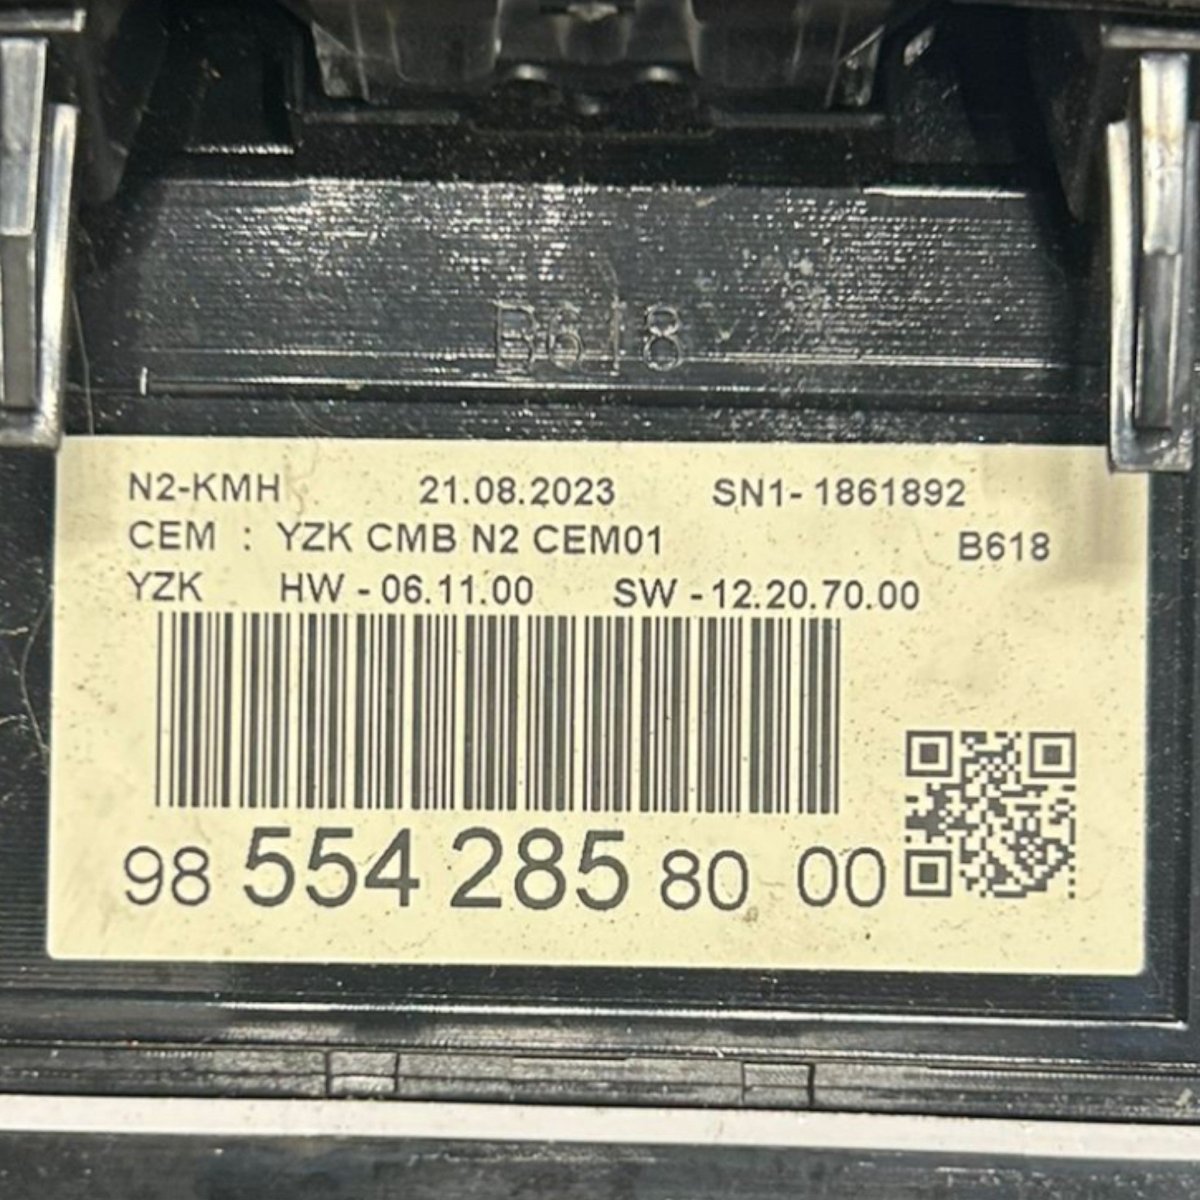 B618
N2-KMH 21.08.2023 SN1- 1861892
CEM : YZK CMB N2 CEM01 B618
YZK HW - 06.11.00 SW - 12.20.70.00
98 554 285 80 00